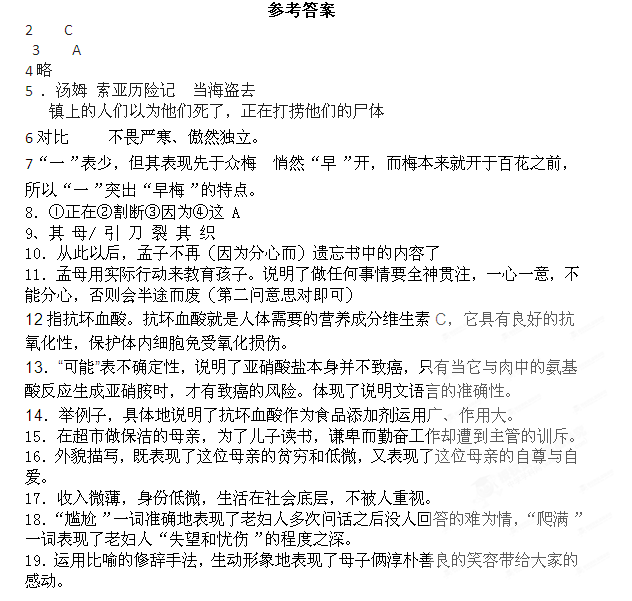 参考答案
2 C
3 A
4略
5 ．汤姆 索亚历险记 当海盗去
镇上的人们以为他们死了，正在打捞他们的尸体
6对比 不畏严寒、傲然独立。
7“一 ”表少，但其表现先于众梅 悄然“早 ”开，而梅本来就开于百花之前，
所以“一 ”突出“早梅 ”的特点。
8．①正在②割断③因为④这 A
9、其 母/ 引 刀 裂 其 织
10．从此以后，孟子不再（因为分心而）遗忘书中的内容了
11．孟母用实际行动来教育孩子。说明了做任何事情要全神贯注，一心一意，不
能分心，否则会半途而废（第二问意思对即可）
12指抗坏血酸。抗坏血酸就是人体需要的营养成分维生素 C，它具有良好的抗
氧化性，保护体内细胞免受氧化损伤。
13．“可能”表不确定性，说明了亚硝酸盐本身并不致癌，只有当它与肉中的氨基
酸反应生成亚硝胺时，才有致癌的风险。体现了说明文语言的准确性。
14．举例子，具体地说明了抗坏血酸作为食品添加剂运用广、作用大。
15．在超市做保洁的母亲，为了儿子读书，谦卑而勤奋工作却遭到主管的训斥。
16．外貌描写，既表现了这位母亲的贫穷和低微，又表现了这位母亲的自尊与自
爱。
17．收入微薄，身份低微，生活在社会底层，不被人重视。
18．“尴尬 ”一词准确地表现了老妇人多次问话之后没人回答的难为情，“爬满 ”
一词表现了老妇人“失望和忧伤 ”的程度之深。
19．运用比喻的修辞手法，生动形象地表现了母子俩淳朴善良的笑容带给大家的
感动。